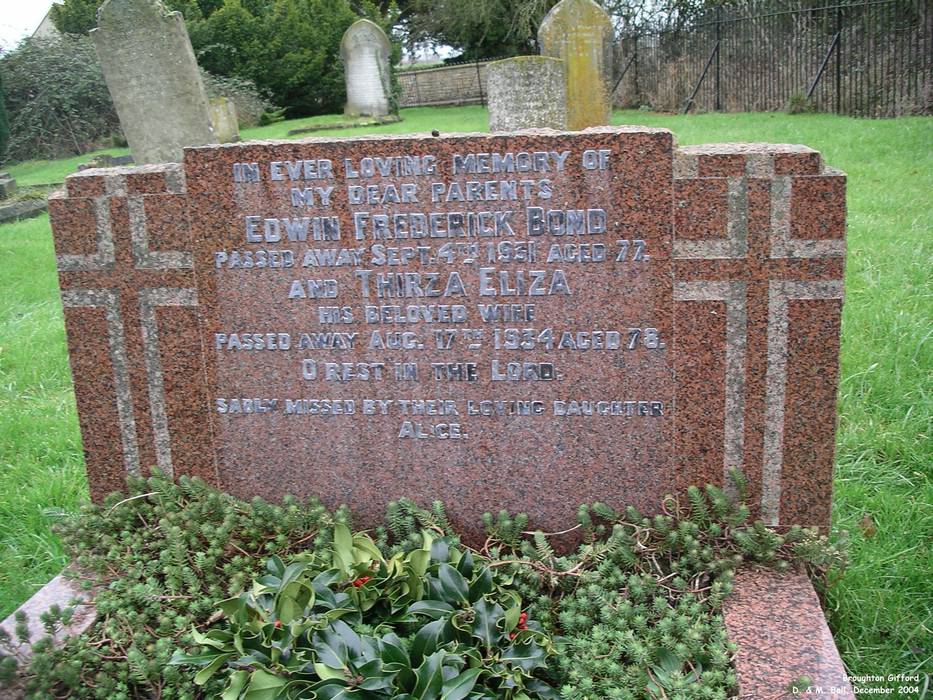 IN EVER LOVING MEMORY OF
MY DEAR PARENTS
EDWIN FREDERICK BOND
PASSED AWAY SEPT. 4TH 1931 AGED 77.
AND THIRZA ELIZA
HIS BELOVED WIFE
PASSED AWAY AUG. 17TH 1934 AGED 78.
O REST IN THE LORD.
SADLY MISSED BY THEIR LOVING DAUGHTER
ALICE.
Broughton Gifford
D. & M. Ball, December 2004